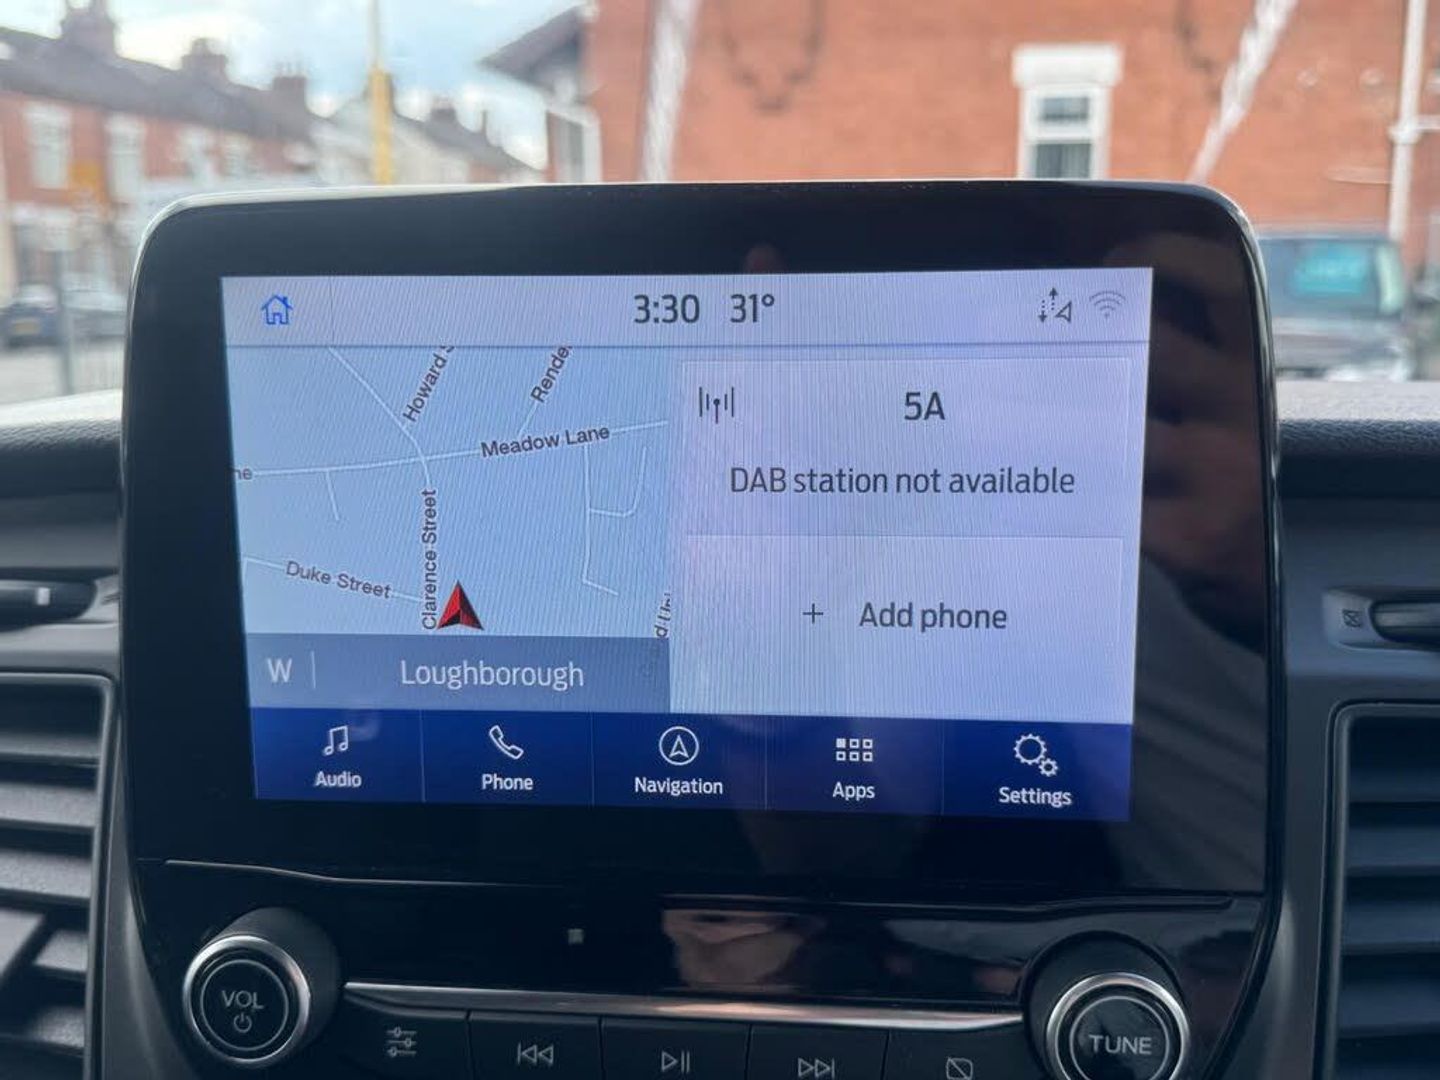 3:30 31°
Howard S
Rende
Meadow Lane
ne
Clarence Street
Duke Street
5A
DAB station not available
+ Add phone
W | Loughborough
Audio
Phone
Navigation
Apps
Settings
VOL
TUNE